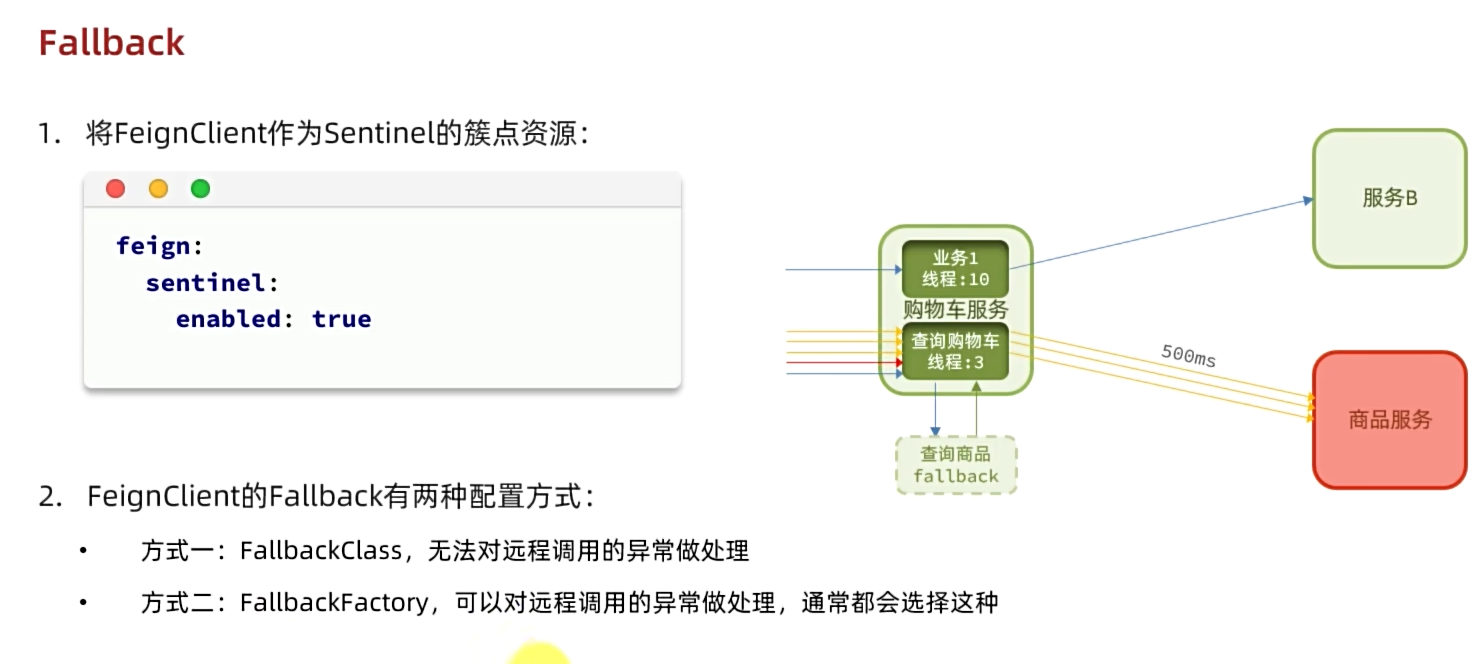 Fallback
1. 将FeignClient作为Sentinel的簇点资源：
feign:
sentinel:
enabled: true
2. FeignClient的Fallback有两种配置方式：
• 方式一：FallbackClass，无法对远程调用的异常做处理
• 方式二：FallbackFactory，可以对远程调用的异常做处理，通常都会选择这种
业务1
线程:10
购物车服务
查询购物车
线程:3
查询商品
fallback
500ms
服务B
商品服务